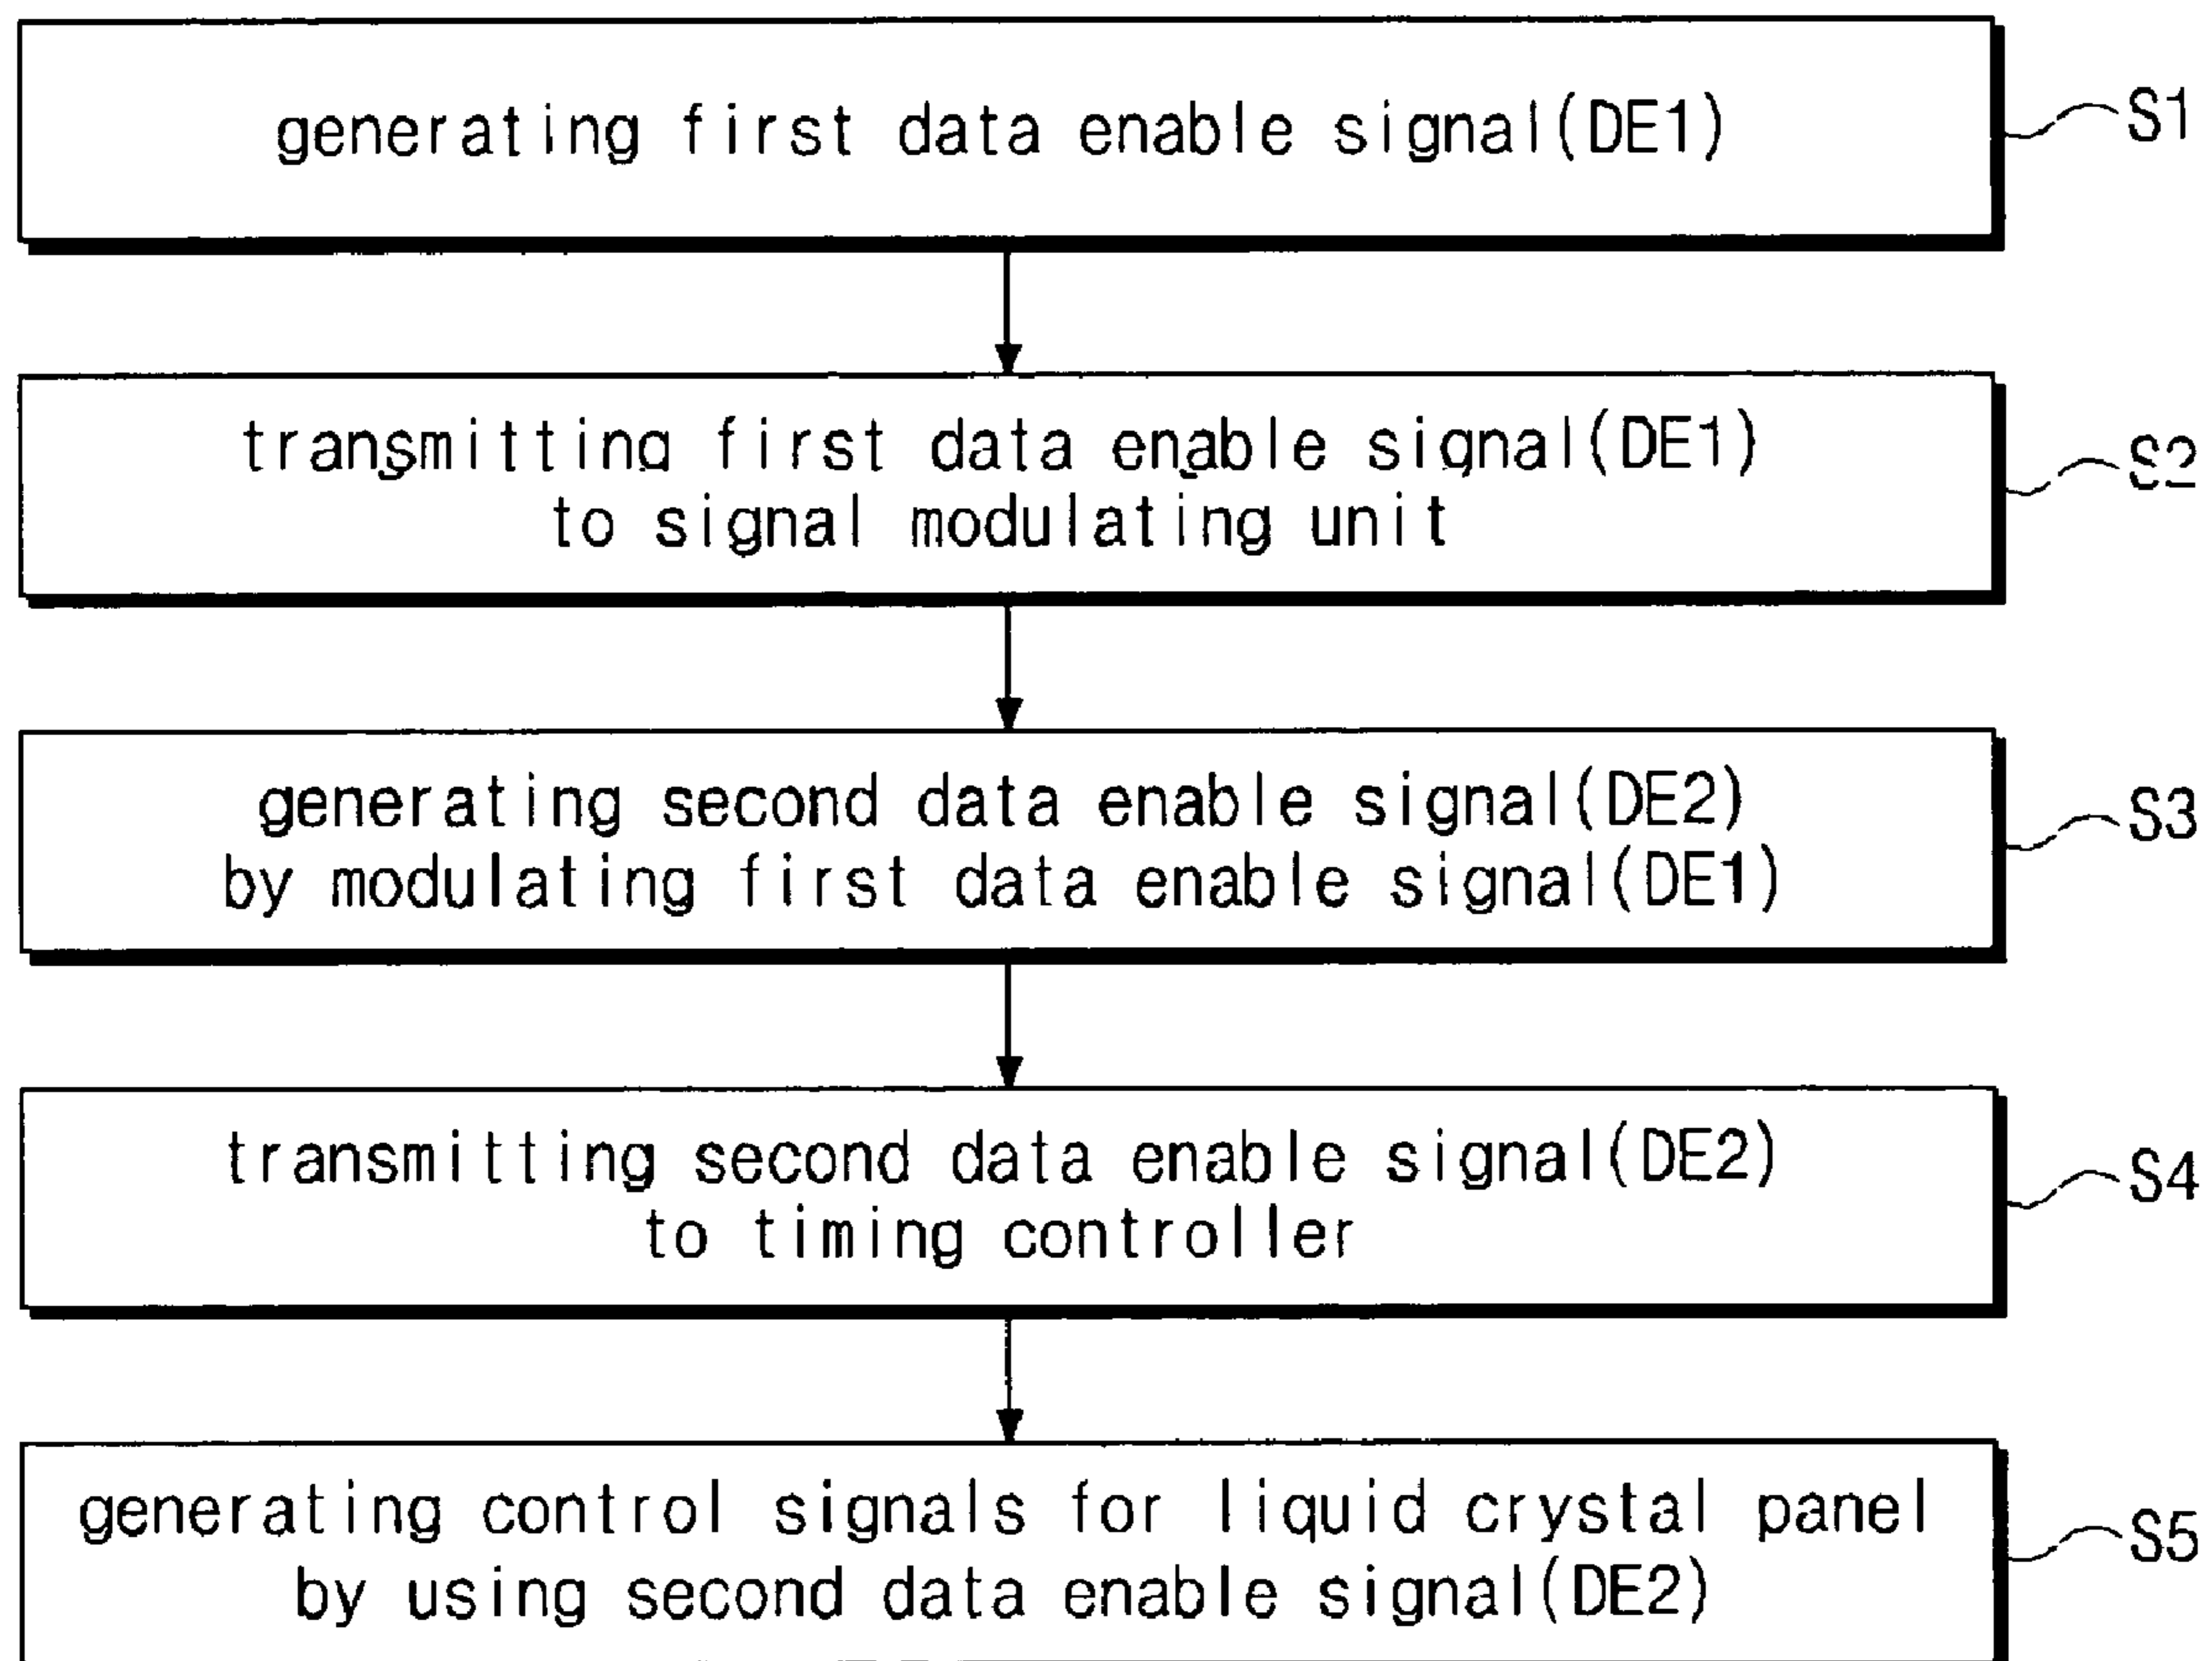 generating first data enable signal(DE1)
S1
transmitting first data enable signal(DE1)
to signal modulating unit
S2
generating second data enable signal(DE2)
by modulating first data enable signal(DE1)
S3
transmitting second data enable signal(DE2)
to timing controller
S4
generating control signals for liquid crystal panel
by using second data enable signal(DE2)
S5